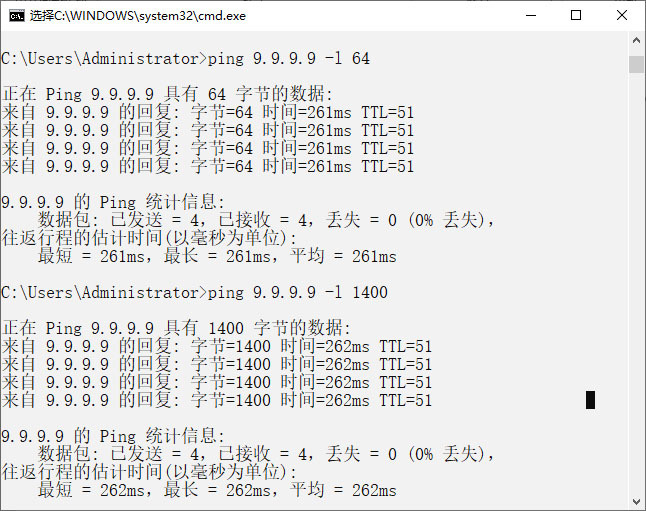 选择C:\WINDOWS\system32\cmd.exe
C:\Users\Administrator>ping 9.9.9.9 -l 64
正在 Ping 9.9.9.9 具有 64 字节的数据:
来自 9.9.9.9 的回复: 字节=64 时间=261ms TTL=51
来自 9.9.9.9 的回复: 字节=64 时间=261ms TTL=51
来自 9.9.9.9 的回复: 字节=64 时间=261ms TTL=51
来自 9.9.9.9 的回复: 字节=64 时间=261ms TTL=51
9.9.9.9 的 Ping 统计信息:
数据包: 已发送 = 4，已接收 = 4，丢失 = 0 (0% 丢失)，
往返行程的估计时间(以毫秒为单位):
最短 = 261ms，最长 = 261ms，平均 = 261ms
C:\Users\Administrator>ping 9.9.9.9 -l 1400
正在 Ping 9.9.9.9 具有 1400 字节的数据:
来自 9.9.9.9 的回复: 字节=1400 时间=262ms TTL=51
来自 9.9.9.9 的回复: 字节=1400 时间=262ms TTL=51
来自 9.9.9.9 的回复: 字节=1400 时间=262ms TTL=51
来自 9.9.9.9 的回复: 字节=1400 时间=262ms TTL=51
9.9.9.9 的 Ping 统计信息:
数据包: 已发送 = 4，已接收 = 4，丢失 = 0 (0% 丢失)，
往返行程的估计时间(以毫秒为单位):
最短 = 262ms，最长 = 262ms，平均 = 262ms